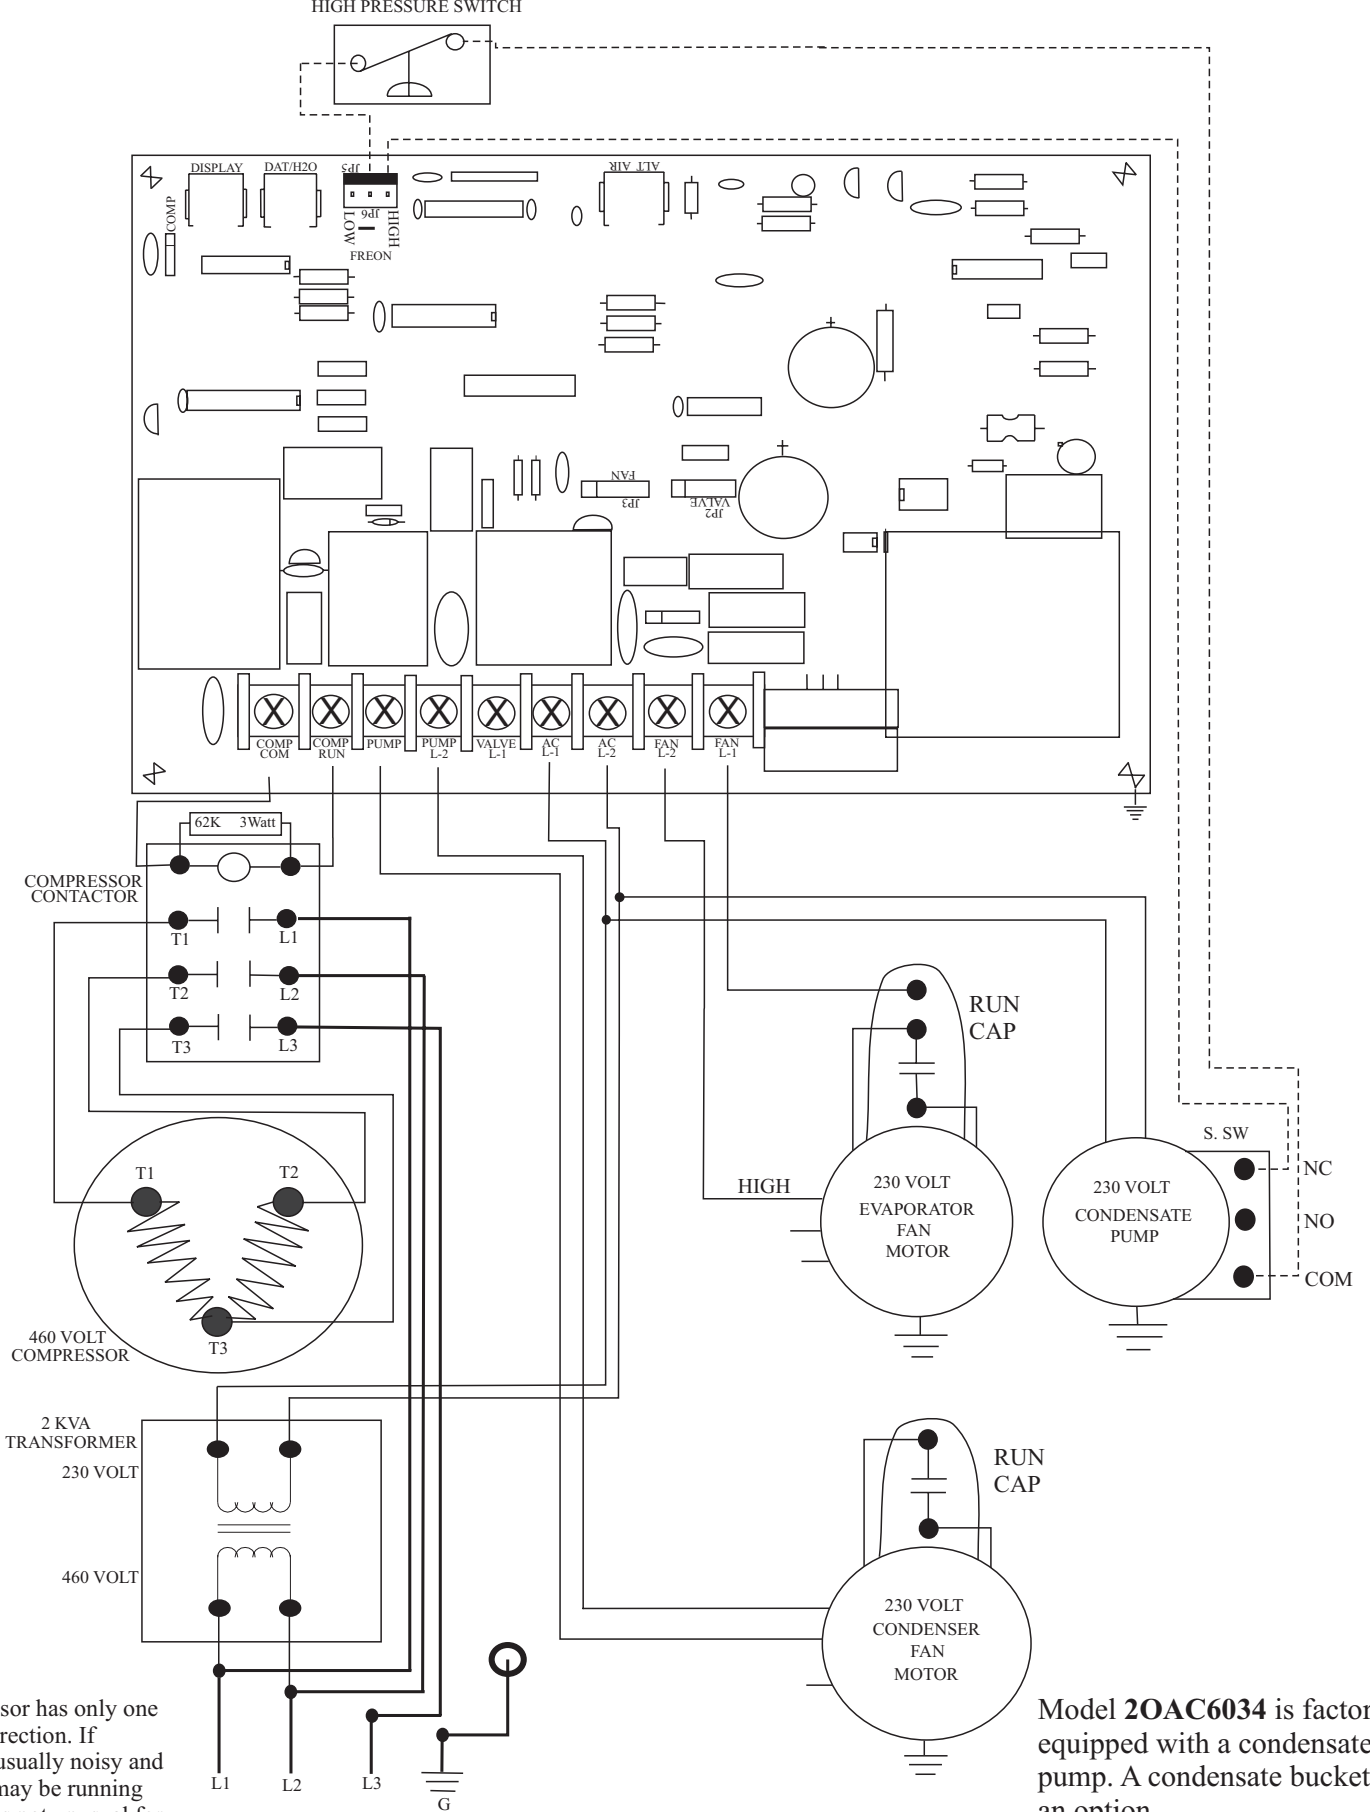 HIGH PRESSURE SWITCH
DISPLAY
DAT/H2O
JP5
ALT AIR
COMP
JP6
LOW
HIGH
FREON
FAN
JP3
VALVE
JP2
COMP
COM
COMP
RUN
PUMP
PUMP
L-2
VALVE
L-1
AC
L-1
AC
L-2
FAN
L-2
FAN
L-1
62K 3Watt
COMPRESSOR
CONTACTOR
T1
L1
T2
L2
T3
L3
RUN
CAP
S. SW
NC
NO
COM
HIGH
230 VOLT
EVAPORATOR
FAN
MOTOR
230 VOLT
CONDENSATE
PUMP
T1
T2
T3
460 VOLT
COMPRESSOR
2 KVA
TRANSFORMER
230 VOLT
460 VOLT
RUN
CAP
230 VOLT
CONDENSER
FAN
MOTOR
L1
L2
L3
G
sor has only one
rection. If
usually noisy and
may be running
Model 2OAC6034 is factor
equipped with a condensate
pump. A condensate bucket
an option